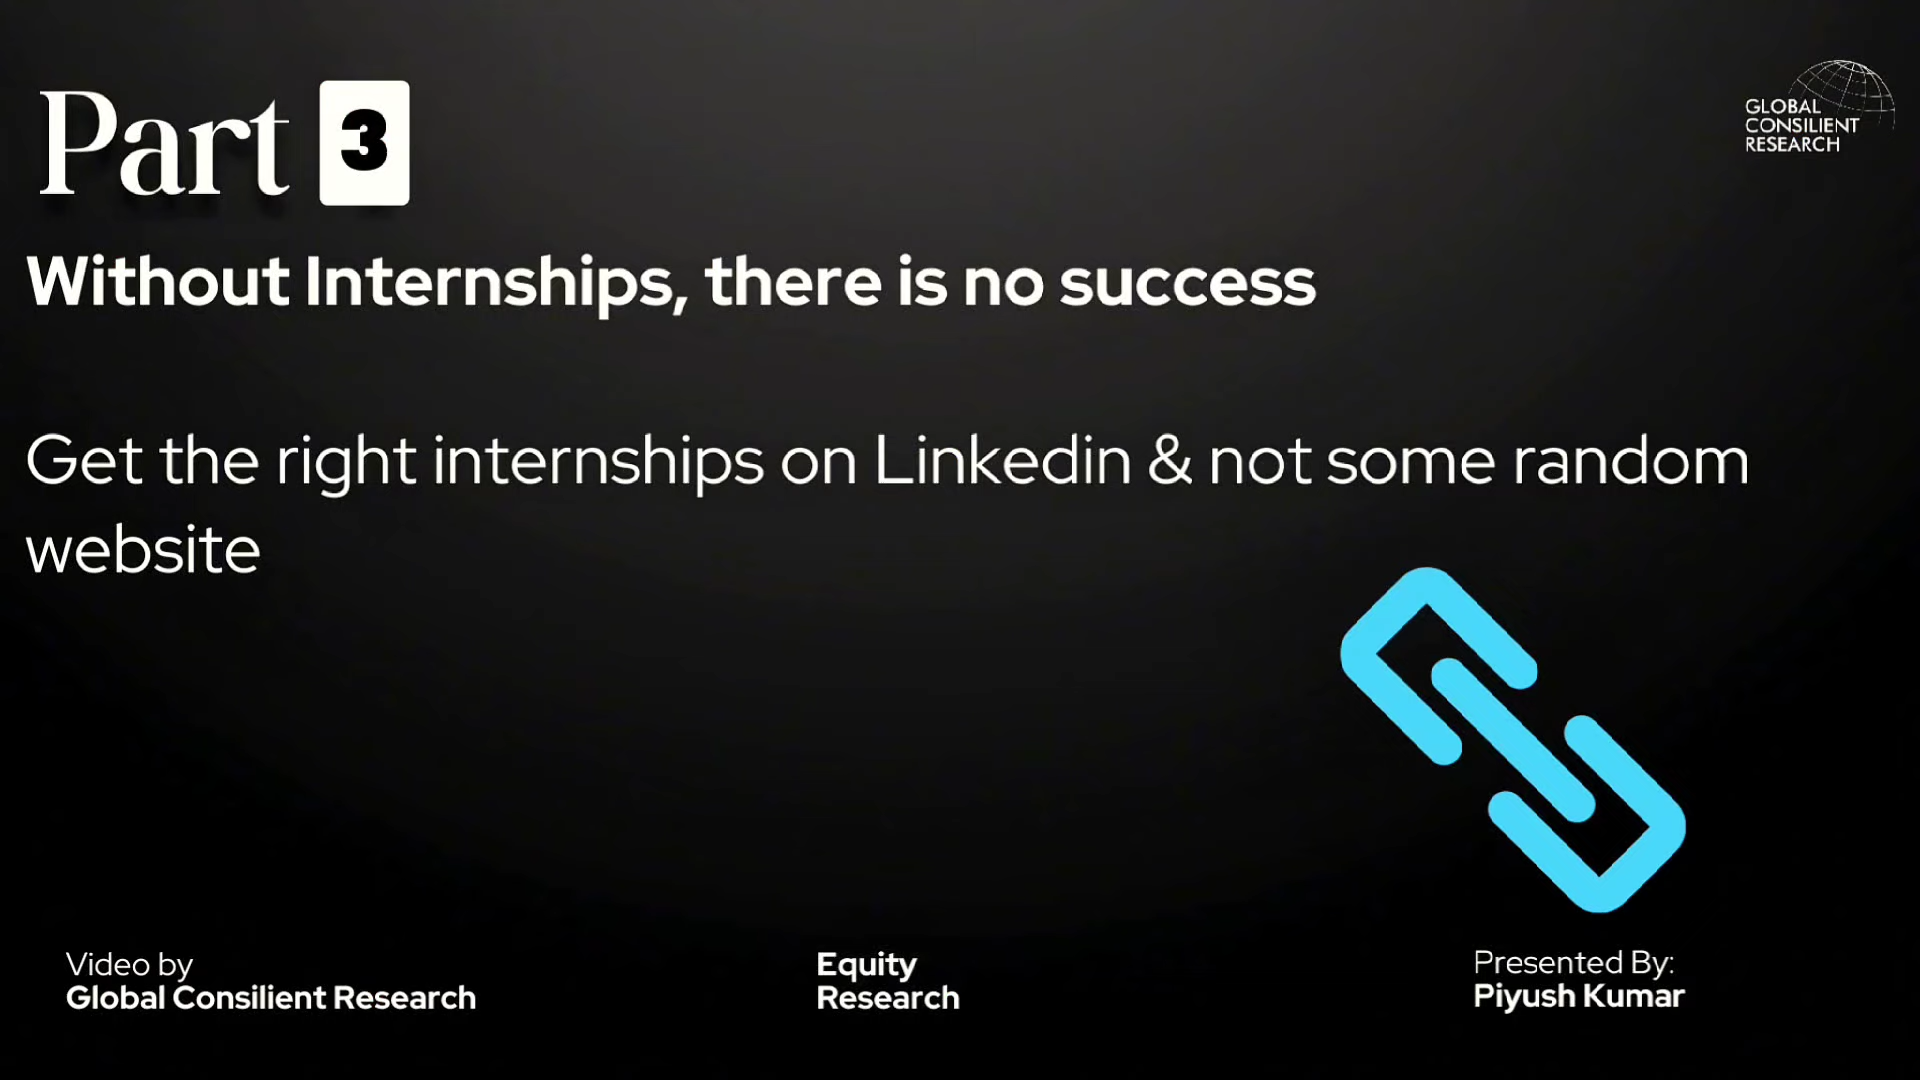 Part 3
GLOBAL
CONSILIENT
RESEARCH
Without Internships, there is no success
Get the right internships on Linkedin & not some random
website
Video by
Global Consilient Research
Equity
Research
Presented By:
Piyush Kumar